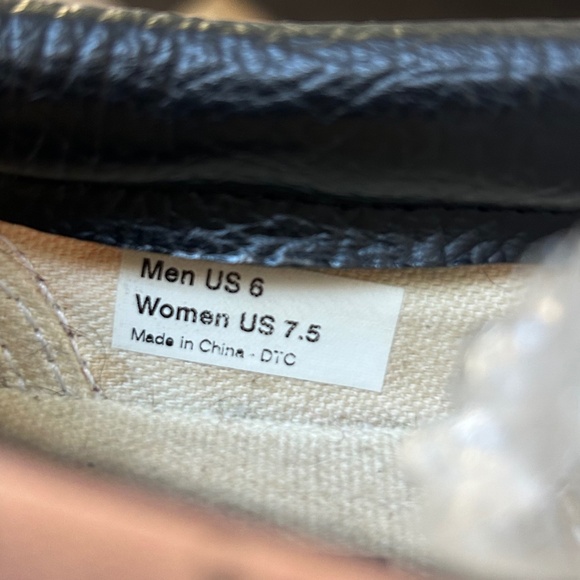 Men US 6
Women US 7.5
Made in China - DTC